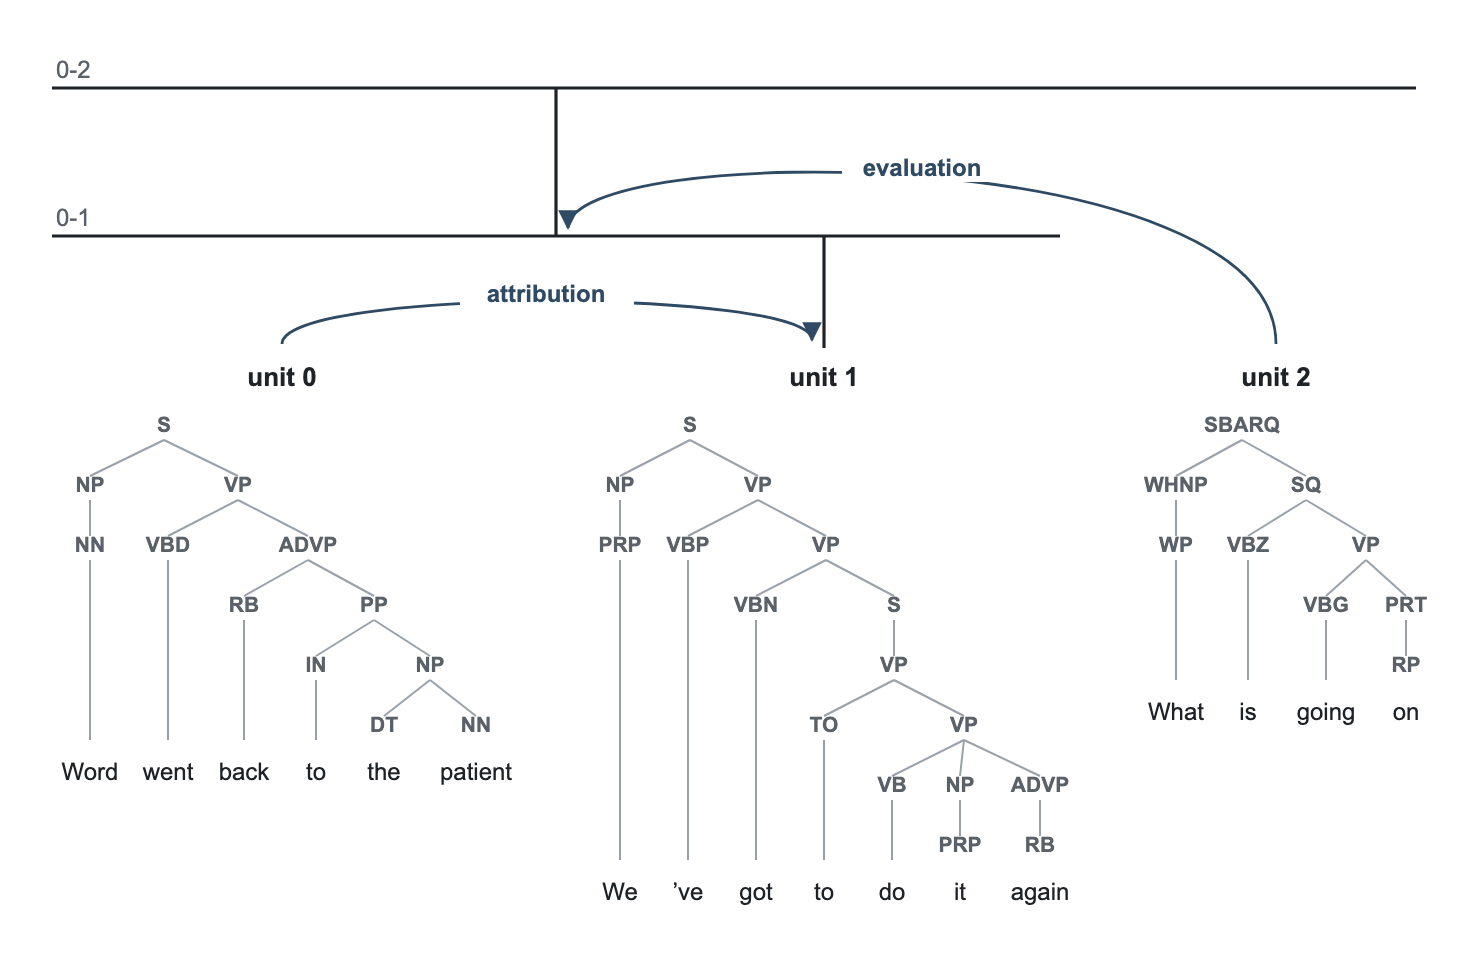 0-2
evaluation
0-1
attribution
unit 0 unit 1 unit 2
S S SBARQ
NP VP NP VP WHNP SQ
NN VBD ADVP PRP VBP VP WP VBZ VP
RB PP VBN S VBG PRT
IN NP VP RP
What is going on
DT NN TO VP
Word went back to the patient
VB NP ADVP
PRP RB
We ’ve got to do it again